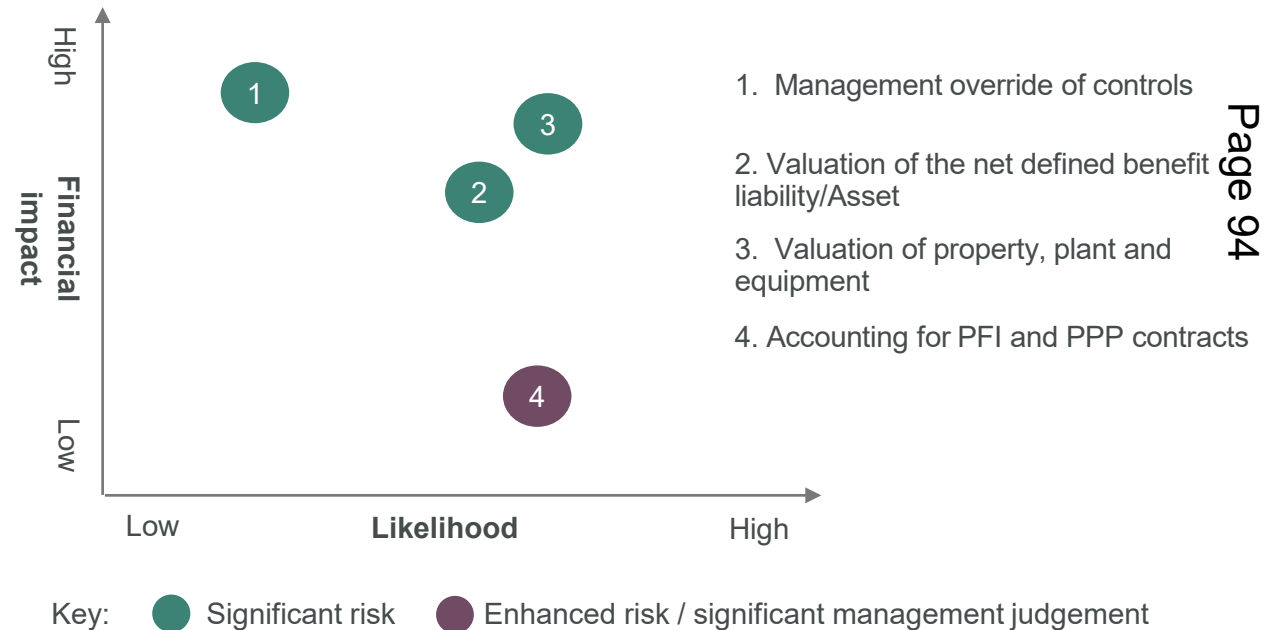 High
Financial
impact
Low
1
3
2
4
Low
Likelihood
High
1. Management override of controls
2. Valuation of the net defined benefit
liability/Asset
3. Valuation of property, plant and
equipment
4. Accounting for PFI and PPP contracts
Page 94
Key:
Significant risk
Enhanced risk / significant management judgement